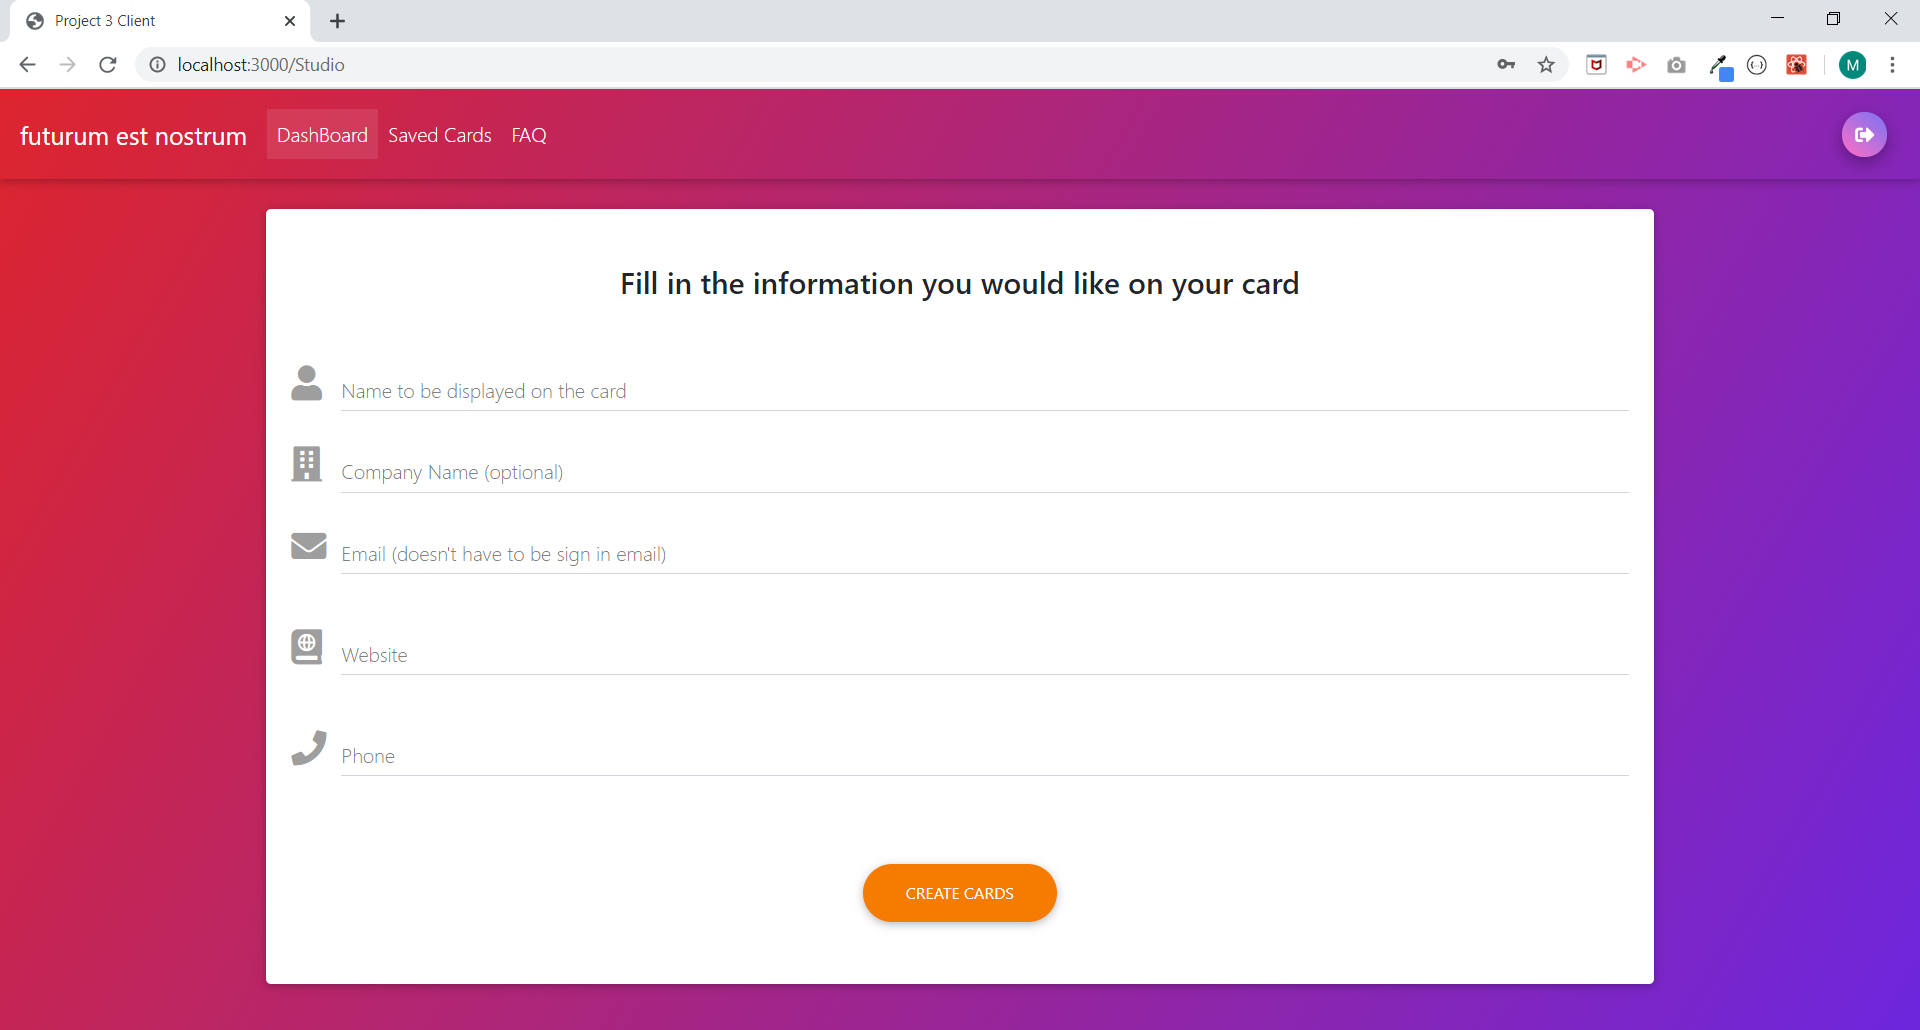 Project 3 Client
localhost:3000/Studio
M
futurum est nostrum DashBoard Saved Cards FAQ
Fill in the information you would like on your card
Name to be displayed on the card
Company Name (optional)
Email (doesn't have to be sign in email)
Website
Phone
CREATE CARDS